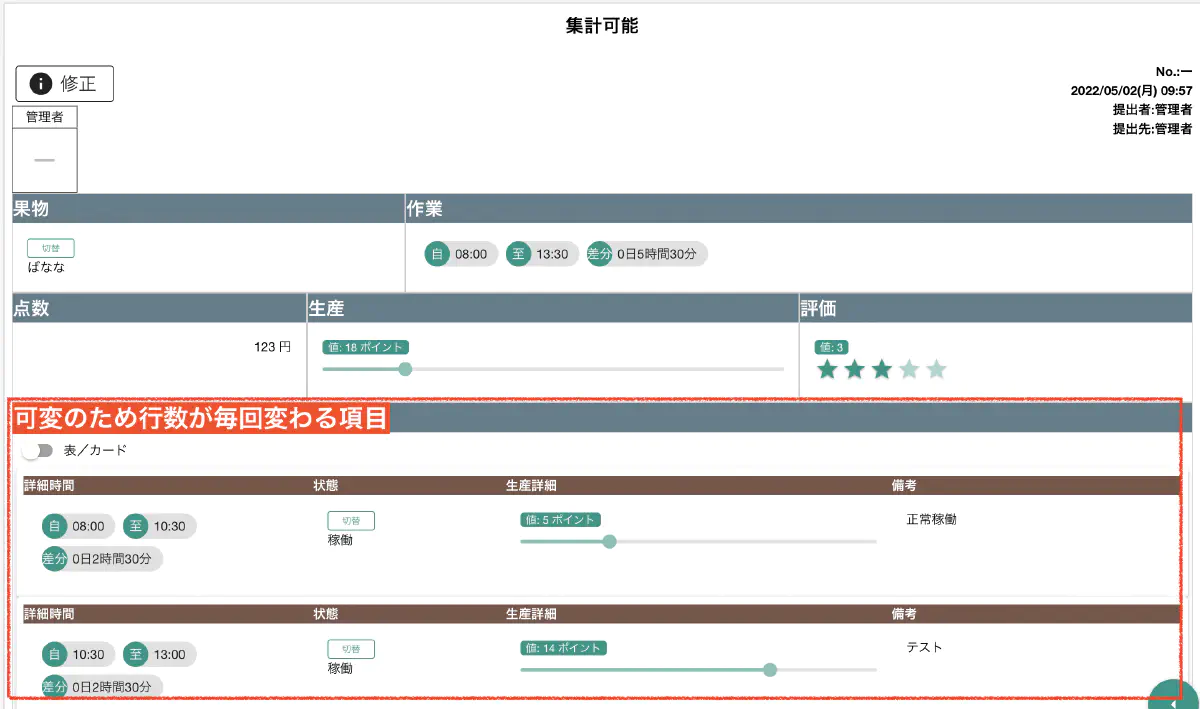 集計可能
修正
No.:ー
2022/05/02(月) 09:57
提出者:管理者
提出先:管理者
管理者
果物 作業
切替
ばなな
自 08:00 至 13:30 差分 0日5時間30分
点数 生産 評価
123 円 値: 18 ポイント 値: 3
可変のため行数が毎回変わる項目
表／カード
詳細時間 状態 生産詳細 備考
自 08:00 至 10:30 切替 値: 5 ポイント 正常稼働
稼働
差分 0日2時間30分
詳細時間 状態 生産詳細 備考
自 10:30 至 13:00 切替 値: 14 ポイント テスト
稼働
差分 0日2時間30分